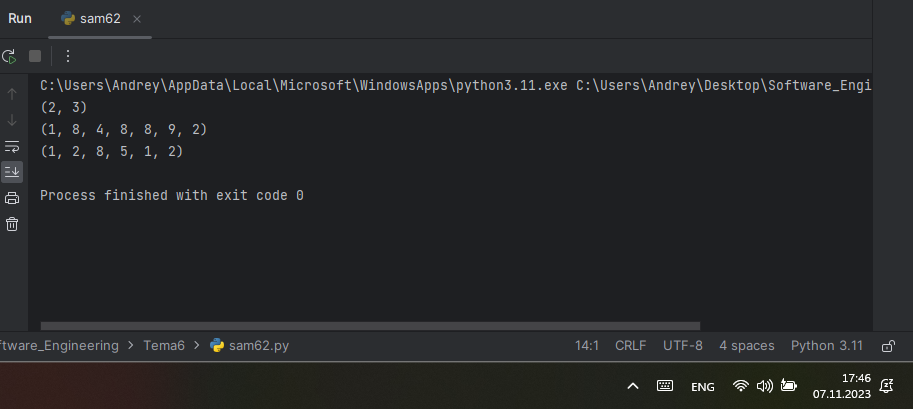 Run sam62
C:\Users\Andrey\AppData\Local\Microsoft\WindowsApps\python3.11.exe C:\Users\Andrey\Desktop\Software_Engi
(2, 3)
(1, 8, 4, 8, 8, 9, 2)
(1, 2, 8, 5, 1, 2)
Process finished with exit code 0
ftware_Engineering > Tema6 > sam62.py 14:1 CRLF UTF-8 4 spaces Python 3.11
ENG 17:46
07.11.2023